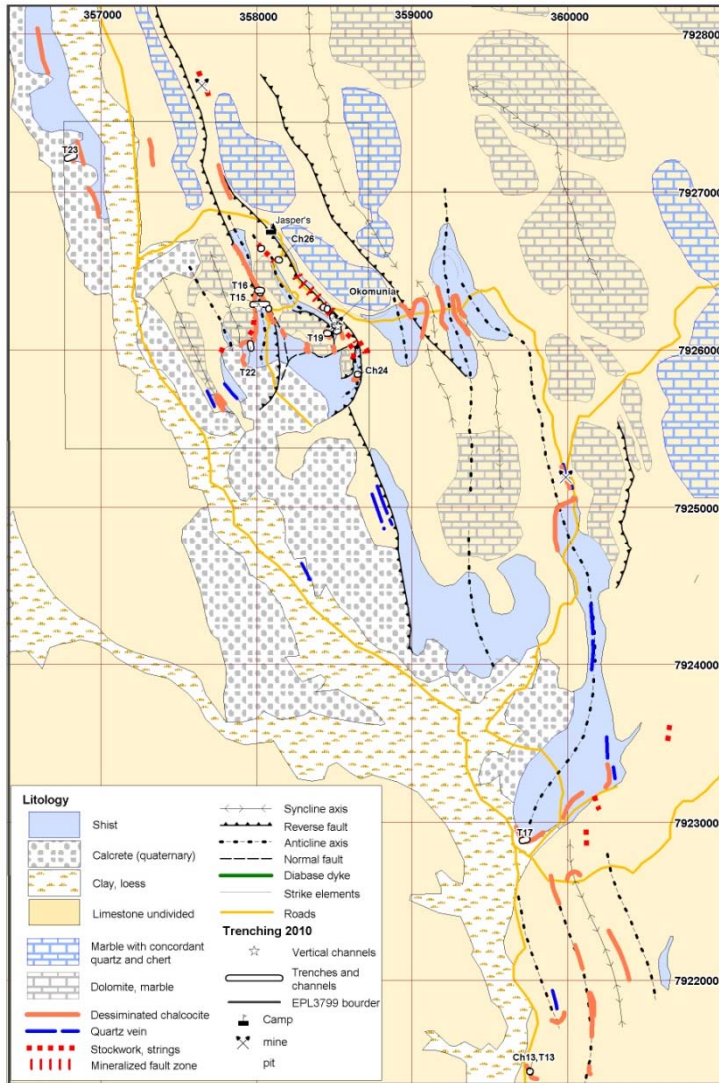 357000
358000
359000
360000
7928000
7927000
7926000
7925000
7924000
7923000
7922000
T23
Jasper's
Ch26
T16
T15
Okomunia
T19
T22
Ch24
T17
Ch13,T13
Litology
Shist
Calcrete (quaternary)
Clay, loess
Limestone undivided
Marble with concordant
quartz and chert
Dolomite, marble
Dessiminated chalcocite
Quartz vein
Stockwork, strings
Mineralized fault zone
Syncline axis
Reverse fault
Anticline axis
Normal fault
Diabase dyke
Strike elements
Roads
Trenching 2010
Vertical channels
Trenches and
channels
EPL3799 bourder
Camp
mine
pit